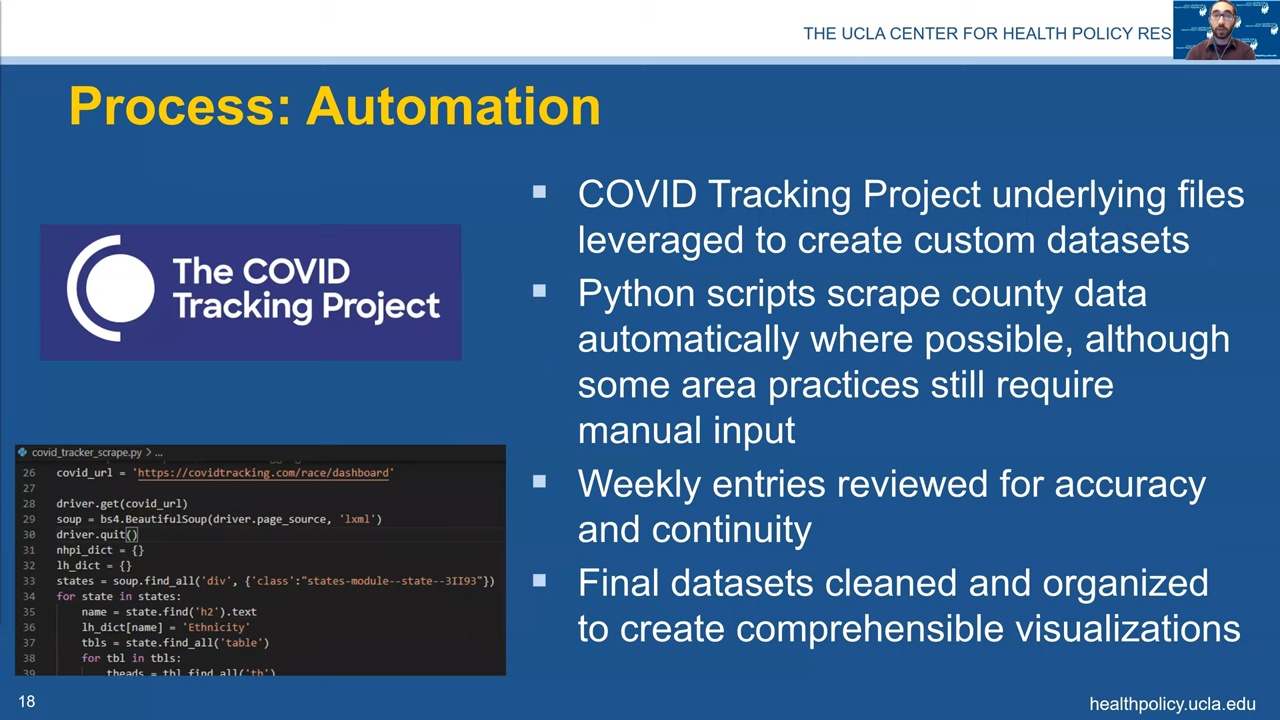 THE UCLA CENTER FOR HEALTH POLICY RES
Process: Automation
The COVID
Tracking Project
COVID Tracking Project underlying files
leveraged to create custom datasets
Python scripts scrape county data
automatically where possible, although
some area practices still require
manual input
Weekly entries reviewed for accuracy
and continuity
Final datasets cleaned and organized
to create comprehensible visualizations
covid_tracker_scrape.py > ...
26 covid_url = 'https://covidtracking.com/race/dashboard'
27
28 driver.get(covid_url)
29 soup = bs4.BeautifulSoup(driver.page_source, 'lxml')
30 driver.quit()
31 nhpi_dict = {}
32 lh_dict = {}
33 states = soup.find_all('div', {'class':"states-module--state--3II93"})
34 for state in states:
35 name = state.find('h2').text
36 lh_dict[name] = 'Ethnicity'
37 tbls = state.find_all('table')
38 for tbl in tbls:
39 theads = tbl.find_all('th')
18
healthpolicy.ucla.edu